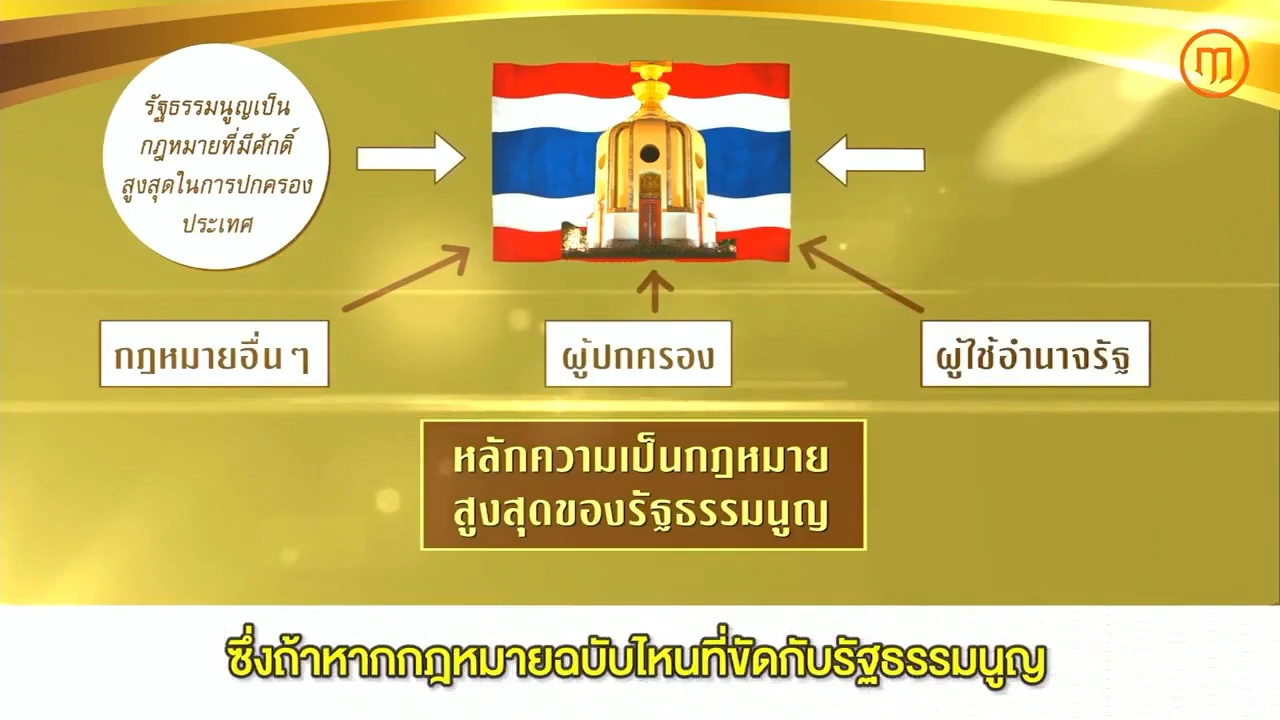 รัฐธรรมนูญเป็น
กฎหมายที่มีศักดิ์
สูงสุดในการปกครอง
ประเทศ
กฎหมายอื่น ๆ
ผู้ปกครอง
ผู้ใช้อำนาจรัฐ
หลักความเป็นกฎหมาย
สูงสุดของรัฐธรรมนูญ
ซึ่งถ้าหากกฎหมายฉบับไหนที่ขัดกับรัฐธรรมนูญ